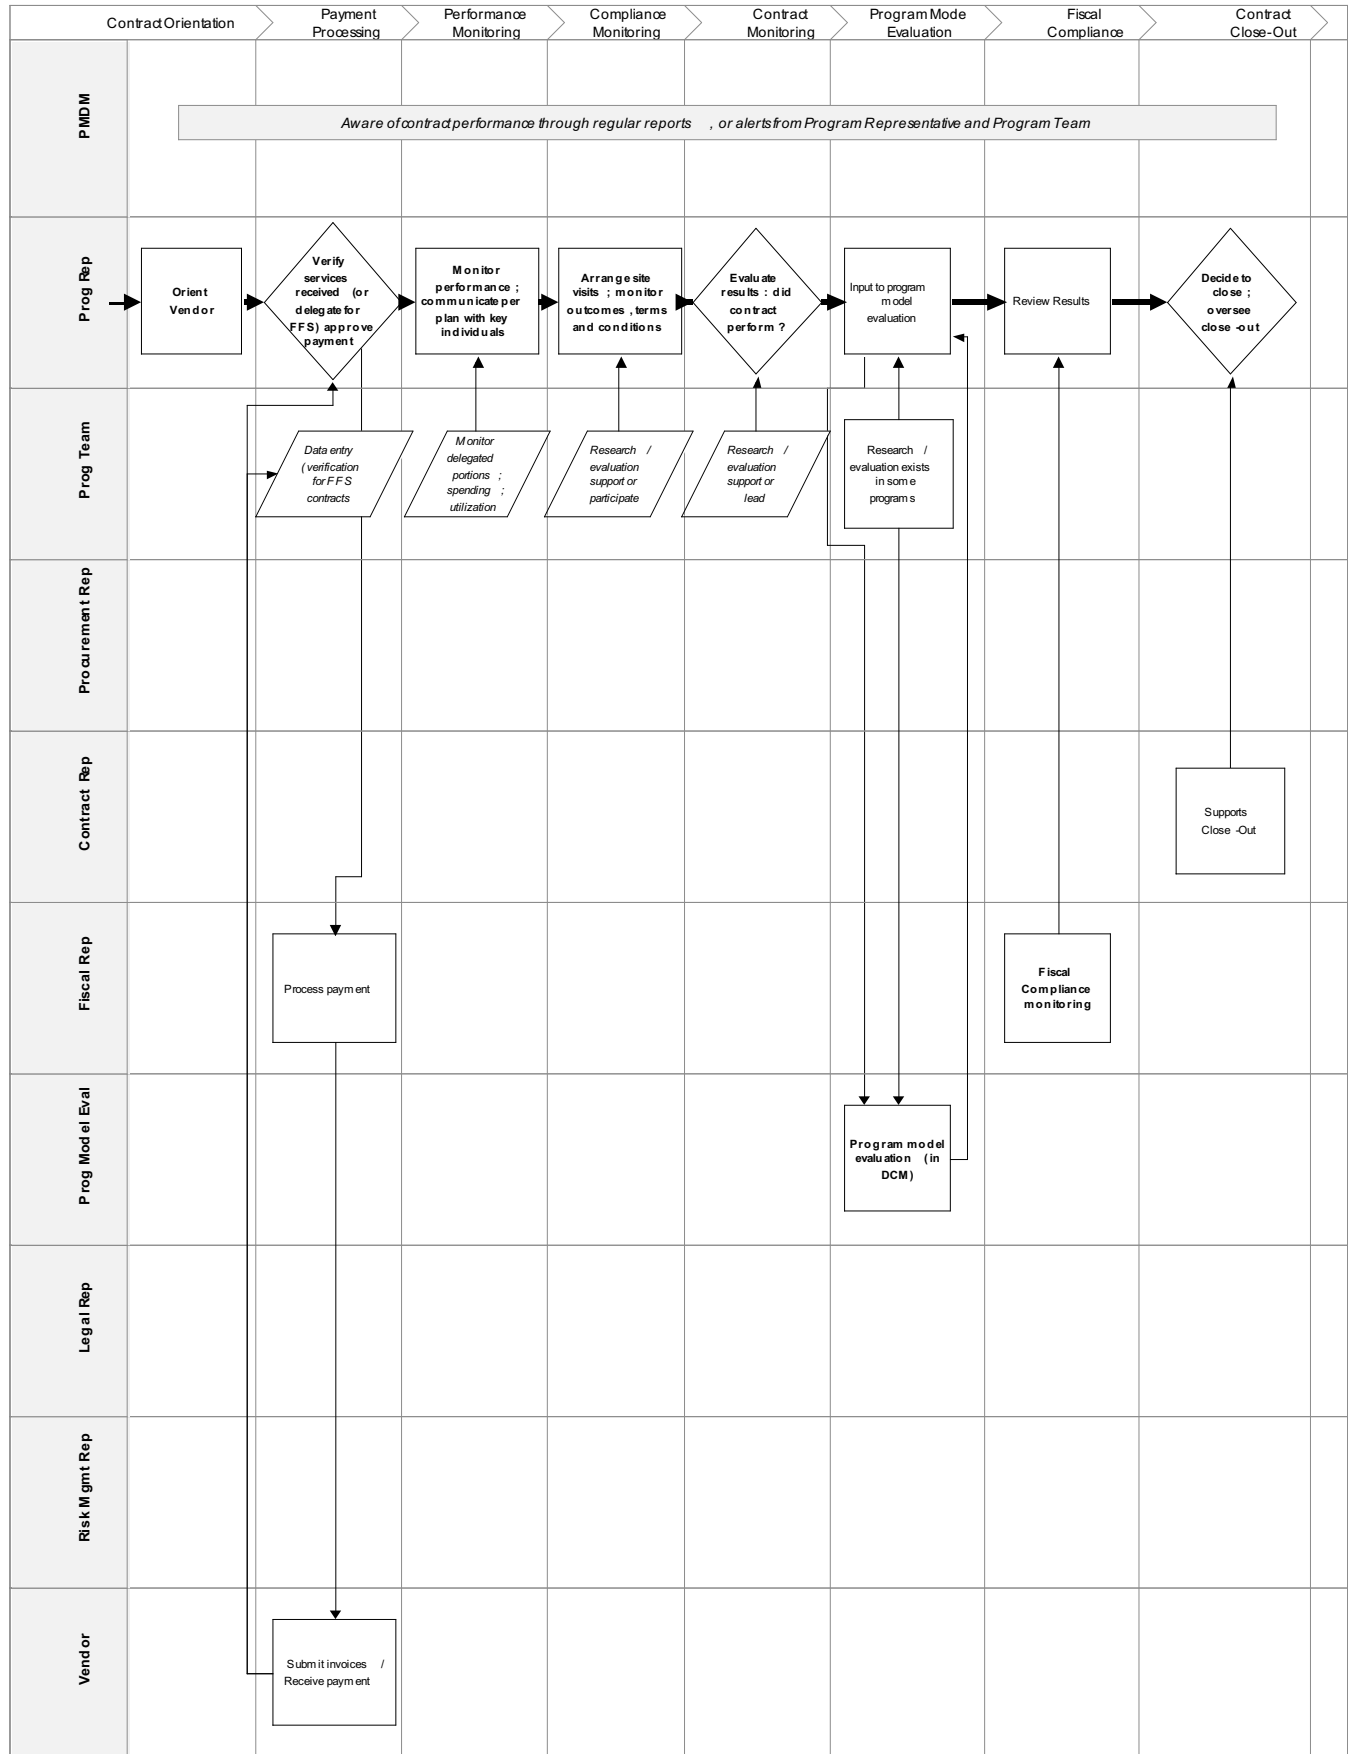 Contract Orientation
Payment
Processing
Performance
Monitoring
Compliance
Monitoring
Contract
Monitoring
Program Mode
Evaluation
Fiscal
Compliance
Contract
Close-Out
PMDM
Aware of contract performance through regular reports , or alerts from Program Representative and Program Team
Prog Rep
Orient
Vendor
Verify
services
received (or
delegate for
FFS) approve
payment
Monitor
performance ;
communicate per
plan with key
individuals
Arrange site
visits ; monitor
outcomes , terms
and conditions
Evaluate
results : did
contract
perform ?
Input to program
model
evaluation
Review Results
Decide to
close ;
oversee
close -out
Prog Team
Data entry
(verification
for FFS
contracts
Monitor
delegated
portions ;
spending ;
utilization
Research /
evaluation
support or
participate
Research /
evaluation
support or
lead
Research /
evaluation exists
in some
programs
Procurement Rep
Contract Rep
Supports
Close -Out
Fiscal Rep
Process payment
Fiscal
Compliance
monitoring
Prog Model Eval
Program model
evaluation (in
DCM)
Legal Rep
Risk Mgmt Rep
Vendor
Submit invoices /
Receive payment